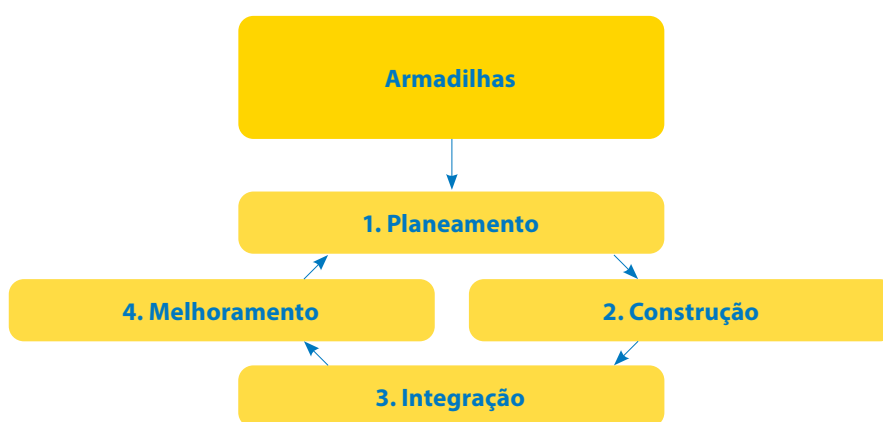 Armadilhas
1. Planeamento
4. Melhoramento
2. Construção
3. Integração